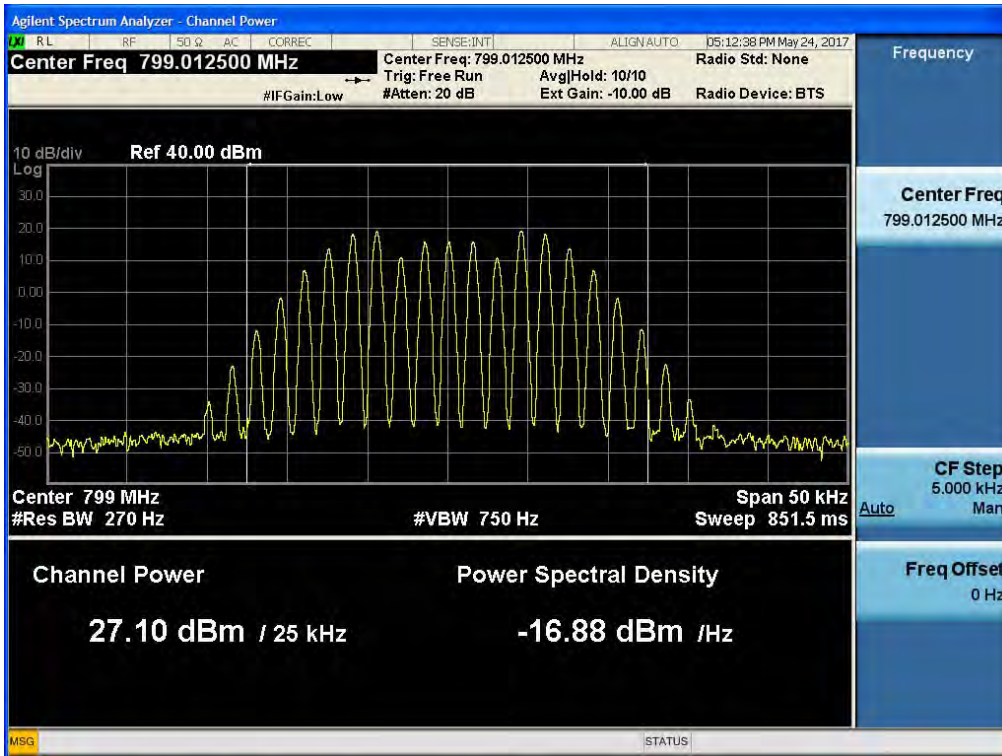 Agilent Spectrum Analyzer - Channel Power
LXI RL RF 50 Ω AC CORREC SENSE:INT ALIGNAUTO 05:12:38 PM May 24, 2017
Center Freq 799.012500 MHz
Center Freq: 799.012500 MHz Radio Std: None
Trig: Free Run Avg|Hold: 10/10
#IFGain:Low #Atten: 20 dB Ext Gain: -10.00 dB Radio Device: BTS
10 dB/div Ref 40.00 dBm
Log
30.0
20.0
10.0
0.00
-10.0
-20.0
-30.0
-40.0
-50.0
Center 799 MHz Span 50 kHz
#Res BW 270 Hz #VBW 750 Hz Sweep 851.5 ms
Channel Power Power Spectral Density
27.10 dBm / 25 kHz -16.88 dBm /Hz
MSG STATUS
Frequency
Center Freq
799.012500 MHz
CF Step
5.000 kHz
Auto Man
Freq Offset
0 Hz